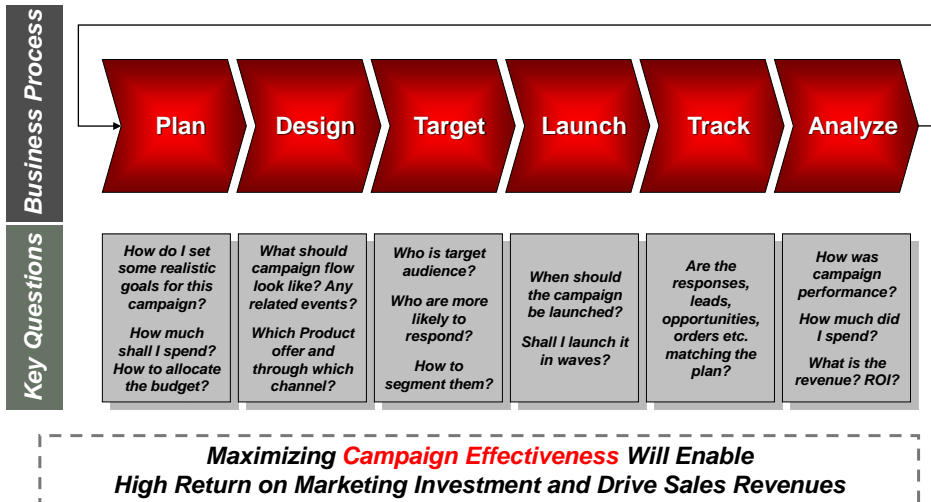 Business Process
Plan
Design
Target
Launch
Track
Analyze
Key Questions
How do I set
some realistic
goals for this
campaign?
How much
shall I spend?
How to allocate
the budget?
What should
campaign flow
look like? Any
related events?
Which Product
offer and
through which
channel?
Who is target
audience?
Who are more
likely to
respond?
How to
segment them?
When should
the campaign
be launched?
Shall I launch it
in waves?
Are the
responses,
leads,
opportunities,
orders etc.
matching the
plan?
How was
campaign
performance?
How much did
I spend?
What is the
revenue? ROI?
Maximizing Campaign Effectiveness Will Enable
High Return on Marketing Investment and Drive Sales Revenues